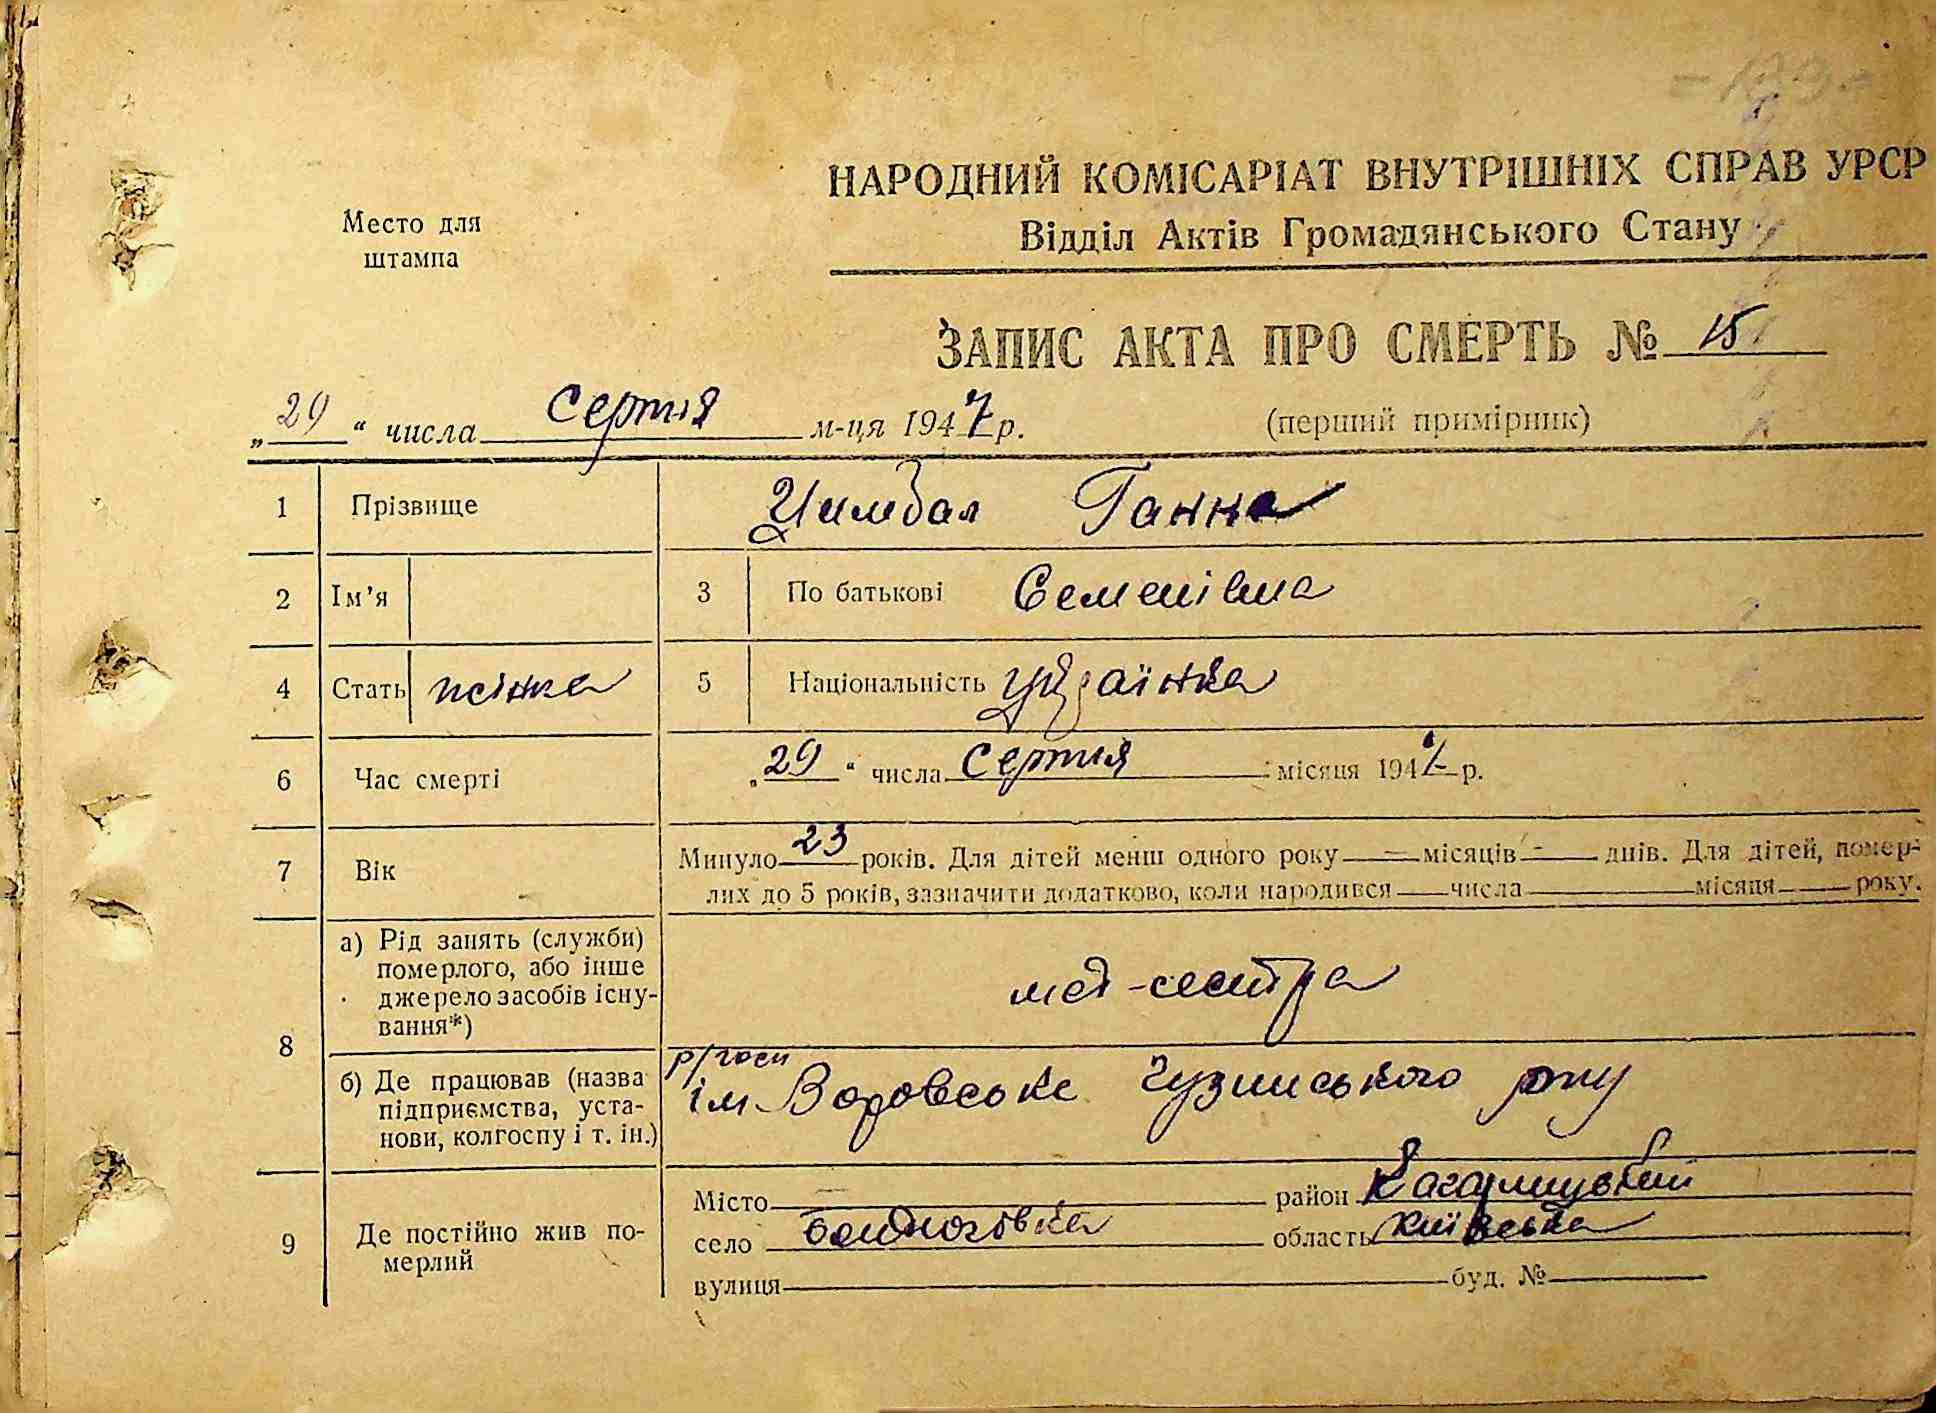 НАРОДНИЙ КОМІСАРІАТ ВНУТРІШНІХ СПРАВ УРСР
Место для
штампа
Відділ Актів Громадянського Стану
ЗАПИС АКТА ПРО СМЕРТЬ № 15
„29“ числа Серпня м-ця 1947 р. (перший примірник)
1 Прізвище Цимбал Ганна
2 Ім’я 3 По батькові Семенівна
4 Стать жінка 5 Національність українка
6 Час смерті „29“ числа Серпня місяця 1947 р.
7 Вік Минуло 23 років. Для дітей менш одного року — місяців — днів. Для дітей, помер-
лих до 5 років, зазначити додатково, коли народився числа місяця року.
8 а) Рід занять (служби)
померлого, або інше
джерело засобів існу-
вання*)
мед-сестра
б) Де працював (назва
підприємства, уста-
нови, колгоспу і т. ін.)
р/госп
ім. Воровське
9 Де постійно жив по-
мерлий
Місто — район Кагарлицький
село область Київська
вулиця буд. №